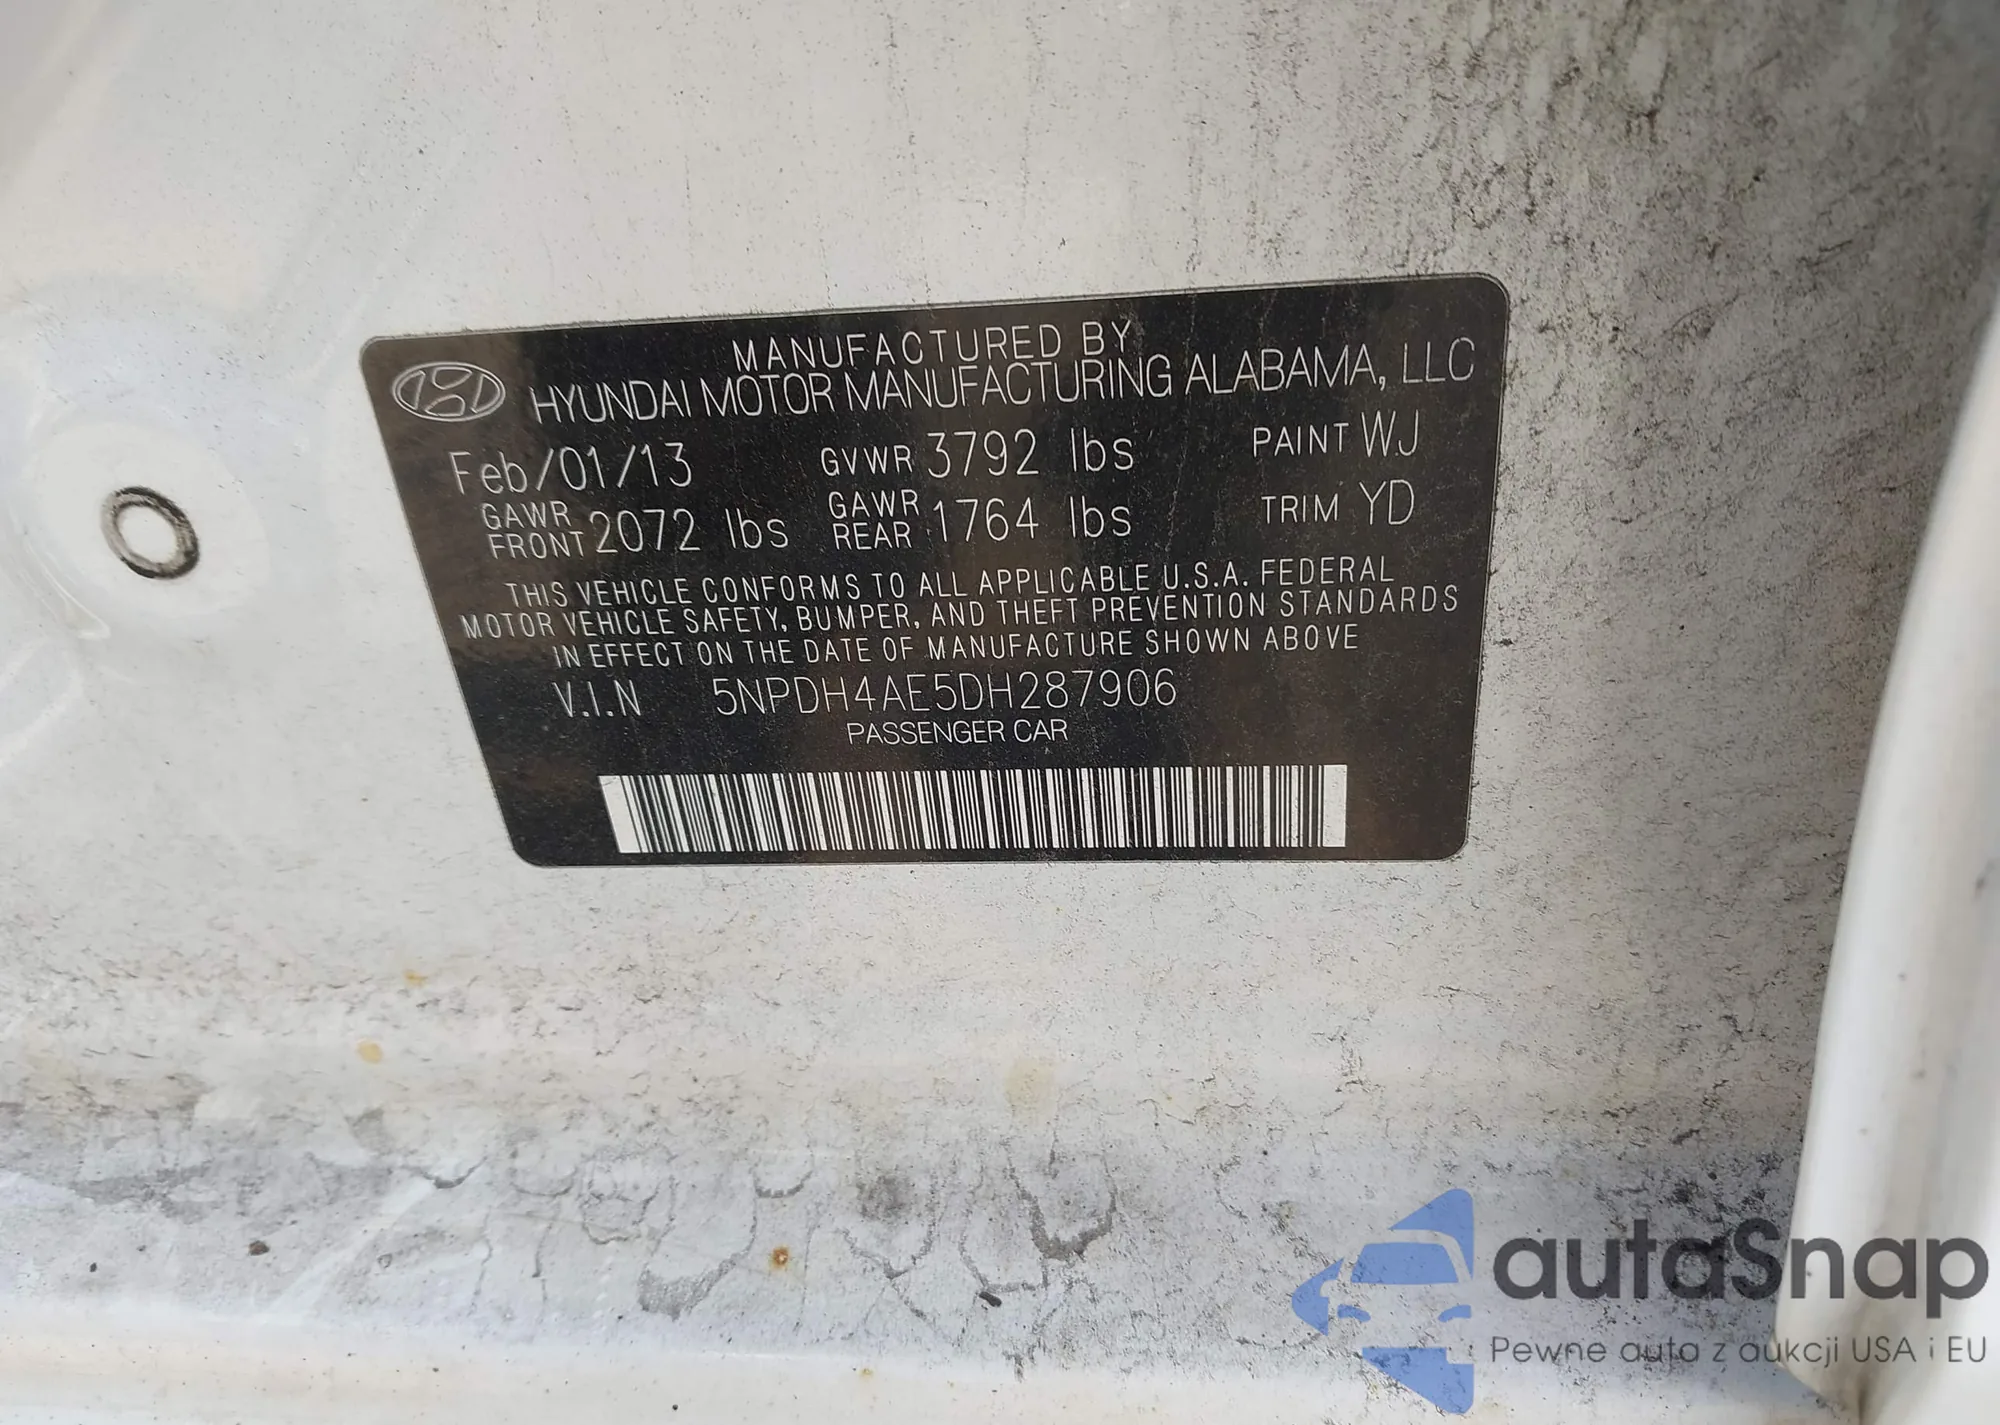 MANUFACTURED BY
HYUNDAI MOTOR MANUFACTURING ALABAMA, LLC
Feb/01/13 GVWR 3792 lbs PAINT WJ
GAWR FRONT 2072 lbs GAWR REAR 1764 lbs TRIM YD
THIS VEHICLE CONFORMS TO ALL APPLICABLE U.S.A. FEDERAL
MOTOR VEHICLE SAFETY, BUMPER, AND THEFT PREVENTION STANDARDS
IN EFFECT ON THE DATE OF MANUFACTURE SHOWN ABOVE
V.I.N 5NPDH4AE5DH287906
PASSENGER CAR
autaSnap
Pewne auta z aukcji USA i EU